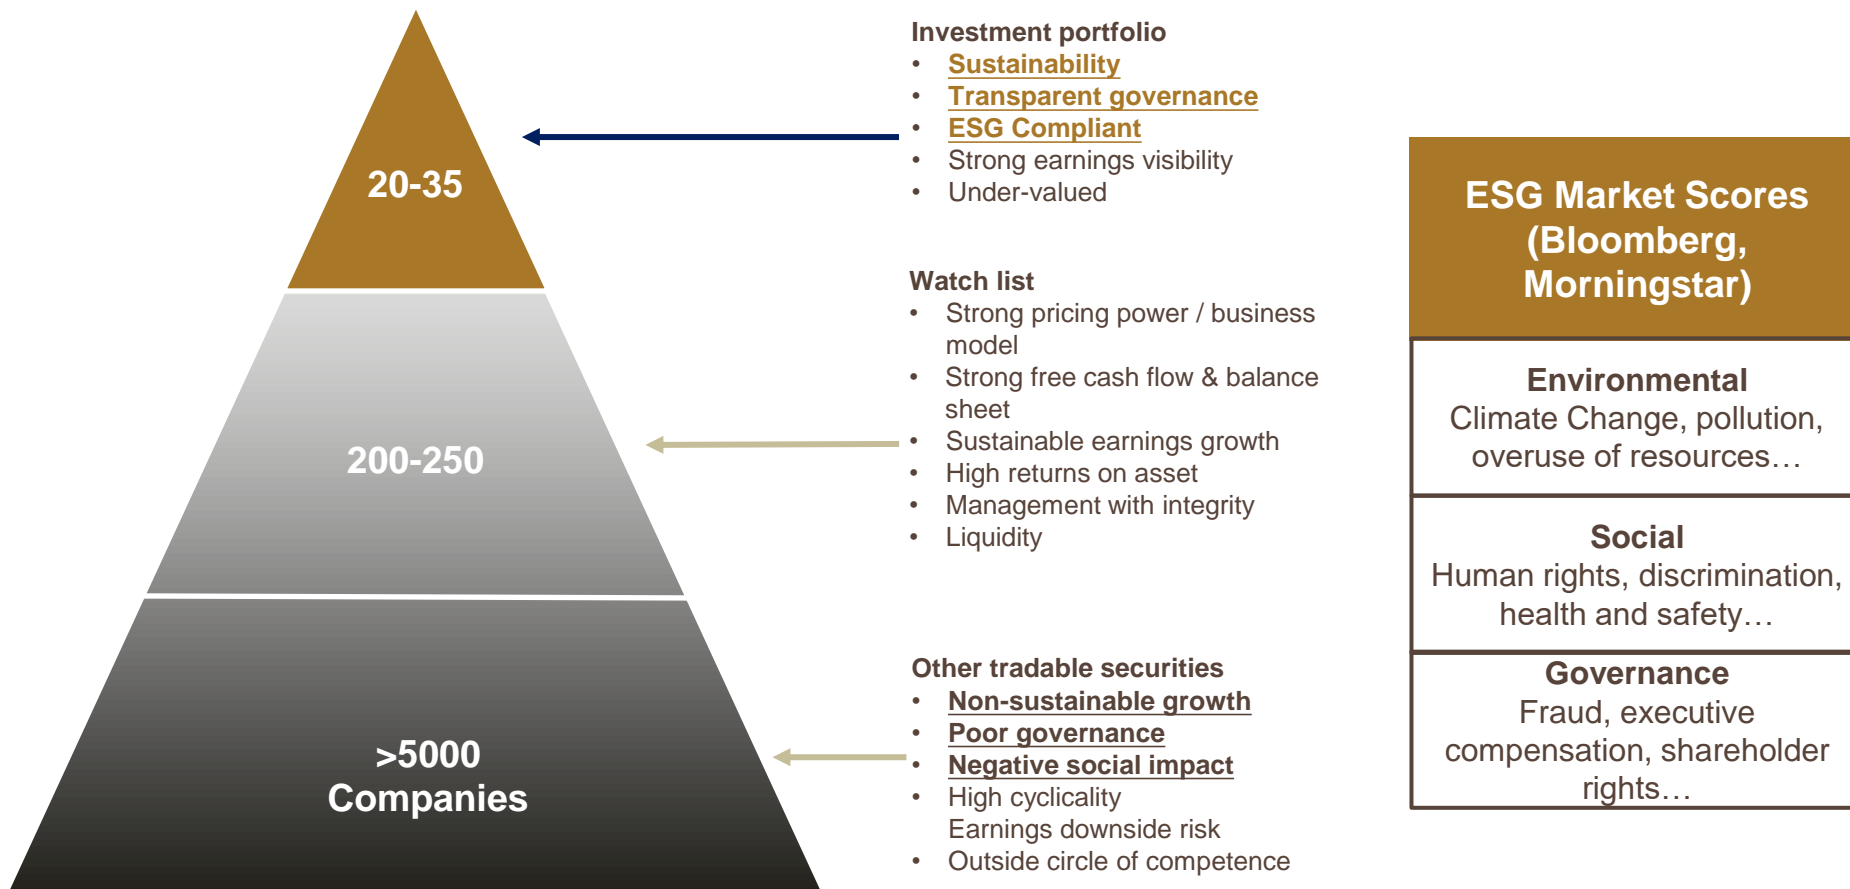 20-35
200-250
>5000
Companies
Investment portfolio
• Sustainability
• Transparent governance
• ESG Compliant
• Strong earnings visibility
• Under-valued
Watch list
• Strong pricing power / business
model
• Strong free cash flow & balance
sheet
• Sustainable earnings growth
• High returns on asset
• Management with integrity
• Liquidity
Other tradable securities
• Non-sustainable growth
• Poor governance
• Negative social impact
• High cyclicality
Earnings downside risk
• Outside circle of competence
ESG Market Scores
(Bloomberg,
Morningstar)
Environmental
Climate Change, pollution,
overuse of resources…
Social
Human rights, discrimination,
health and safety…
Governance
Fraud, executive
compensation, shareholder
rights…